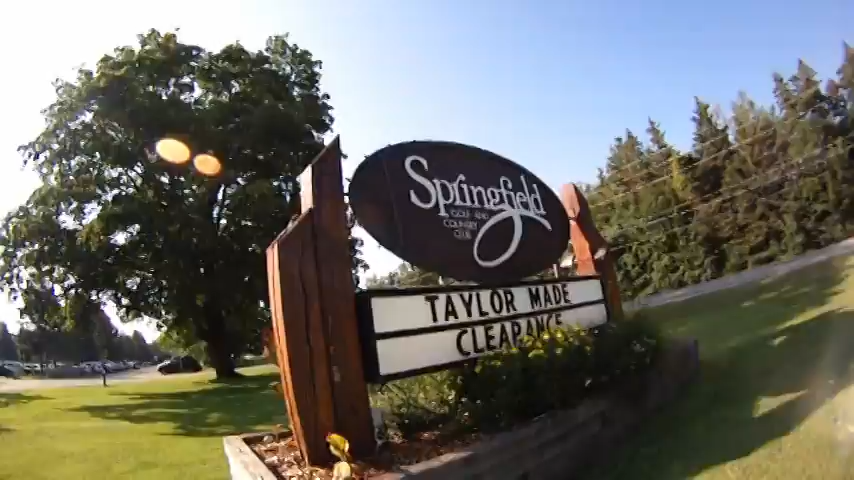 Springfield
GOLF AND
COUNTRY
CLUB
TAYLOR MADE
CLEARANCE